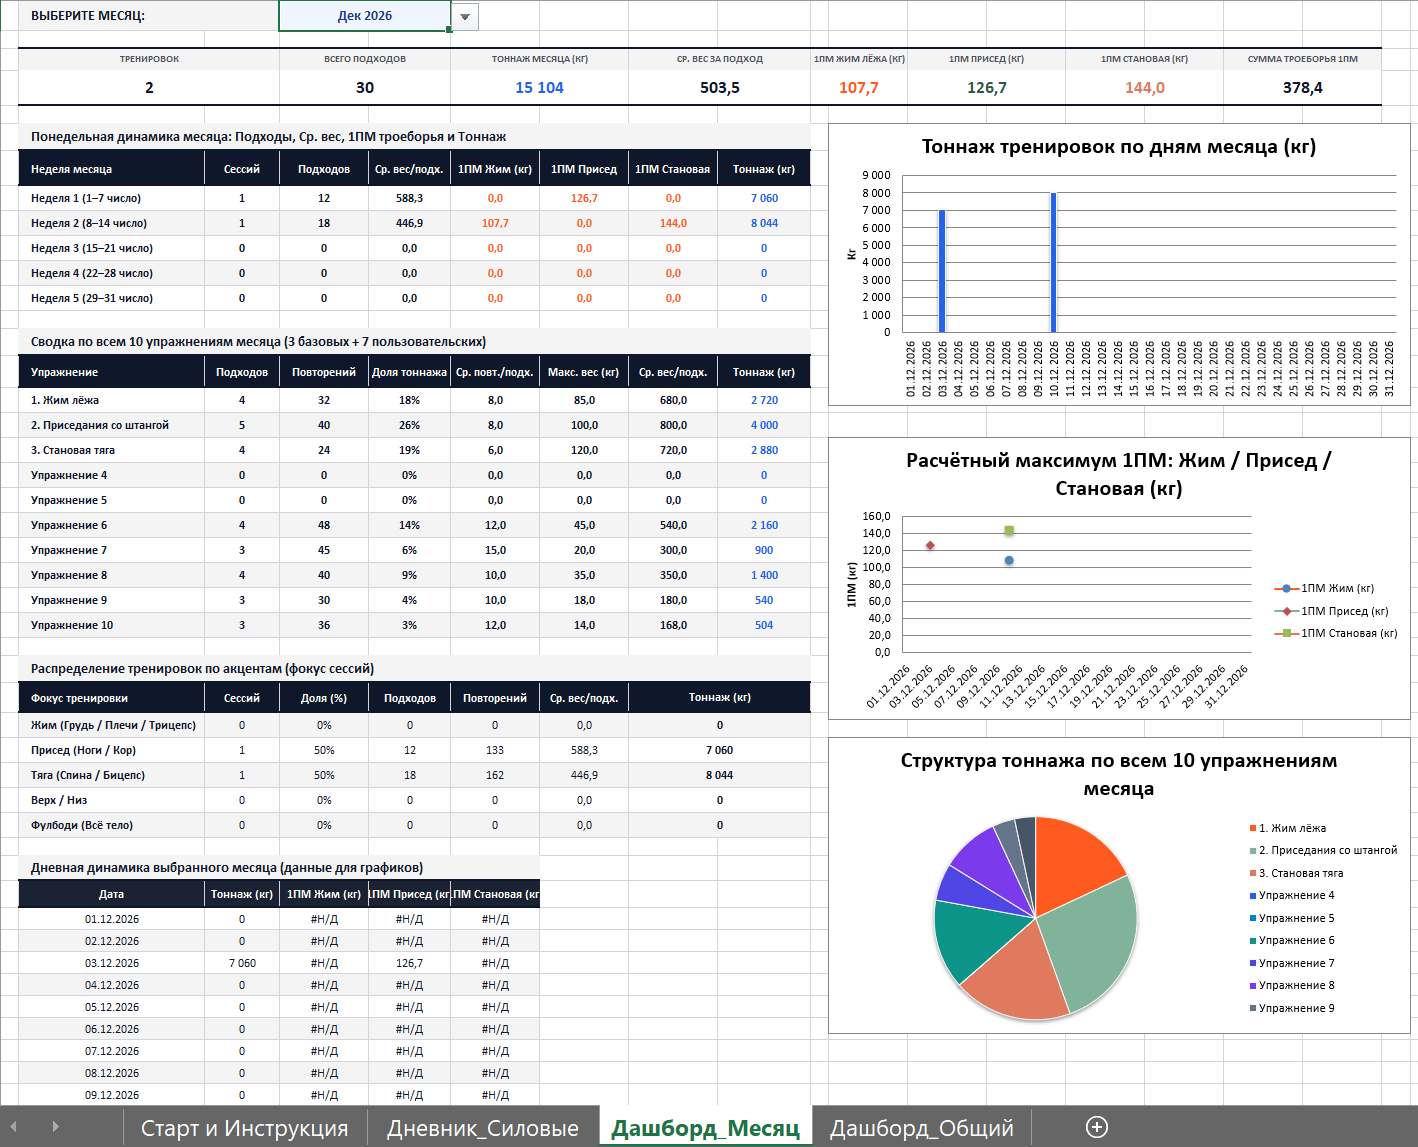 ВЫБЕРИТЕ МЕСЯЦ: Дек 2026
ТРЕНИРОВОК ВСЕГО ПОДХОДОВ ТОННАЖ МЕСЯЦА (КГ) СР. ВЕС ЗА ПОДХОД 1ПМ ЖИМ ЛЁЖА (КГ) 1ПМ ПРИСЕД (КГ) 1ПМ СТАНОВАЯ (КГ) СУММА ТРОЕБОРЬЯ 1ПМ
2 30 15 104 503,5 107,7 126,7 144,0 378,4
Понедельная динамика месяца: Подходы, Ср. вес, 1ПМ троеборья и Тоннаж
Неделя месяца Сессий Подходов Ср. вес/подх. 1ПМ Жим (кг) 1ПМ Присед 1ПМ Становая Тоннаж (кг)
Неделя 1 (1–7 число) 1 12 588,3 0,0 126,7 0,0 7 060
Неделя 2 (8–14 число) 1 18 446,9 107,7 0,0 144,0 8 044
Неделя 3 (15–21 число) 0 0 0,0 0,0 0,0 0,0 0
Неделя 4 (22–28 число) 0 0 0,0 0,0 0,0 0,0 0
Неделя 5 (29–31 число) 0 0 0,0 0,0 0,0 0,0 0
Сводка по всем 10 упражнениям месяца (3 базовых + 7 пользовательских)
Упражнение Подходов Повторений Доля тоннажа Ср. повт./подх. Макс. вес (кг) Ср. вес/подх. Тоннаж (кг)
1. Жим лёжа 4 32 18% 8,0 85,0 680,0 2 720
2. Приседания со штангой 5 40 26% 8,0 100,0 800,0 4 000
3. Становая тяга 4 24 19% 6,0 120,0 720,0 2 880
Упражнение 4 0 0 0% 0,0 0,0 0,0 0
Упражнение 5 0 0 0% 0,0 0,0 0,0 0
Упражнение 6 4 48 14% 12,0 45,0 540,0 2 160
Упражнение 7 3 45 6% 15,0 20,0 300,0 900
Упражнение 8 4 40 9% 10,0 35,0 350,0 1 400
Упражнение 9 3 30 4% 10,0 18,0 180,0 540
Упражнение 10 3 36 3% 12,0 14,0 168,0 504
Распределение тренировок по акцентам (фокус сессий)
Фокус тренировки Сессий Доля (%) Подходов Повторений Ср. вес/подх. Тоннаж (кг)
Жим (Грудь / Плечи / Трицепс) 0 0% 0 0 0,0 0
Присед (Ноги / Кор) 1 50% 12 133 588,3 7 060
Тяга (Спина / Бицепс) 1 50% 18 162 446,9 8 044
Верх / Низ 0 0% 0 0 0,0 0
Фулбоди (Всё тело) 0 0% 0 0 0,0 0
Дневная динамика выбранного месяца (данные для графиков)
Дата Тоннаж (кг) 1ПМ Жим (кг) 1ПМ Присед (кг 1ПМ Становая (кг
01.12.2026 0 #Н/Д #Н/Д #Н/Д
02.12.2026 0 #Н/Д #Н/Д #Н/Д
03.12.2026 7 060 #Н/Д 126,7 #Н/Д
04.12.2026 0 #Н/Д #Н/Д #Н/Д
05.12.2026 0 #Н/Д #Н/Д #Н/Д
06.12.2026 0 #Н/Д #Н/Д #Н/Д
07.12.2026 0 #Н/Д #Н/Д #Н/Д
08.12.2026 0 #Н/Д #Н/Д #Н/Д
09.12.2026 0 #Н/Д #Н/Д #Н/Д
Тоннаж тренировок по дням месяца (кг)
Кг
9 000
8 000
7 000
6 000
5 000
4 000
3 000
2 000
1 000
0
01.12.2026 02.12.2026 03.12.2026 04.12.2026 05.12.2026 06.12.2026 07.12.2026 08.12.2026 09.12.2026 10.12.2026 11.12.2026 12.12.2026 13.12.2026 14.12.2026 15.12.2026 16.12.2026 17.12.2026 18.12.2026 19.12.2026 20.12.2026 21.12.2026 22.12.2026 23.12.2026 24.12.2026 25.12.2026 26.12.2026 27.12.2026 28.12.2026 29.12.2026 30.12.2026 31.12.2026
Расчётный максимум 1ПМ: Жим / Присед /
Становая (кг)
1ПМ (кг)
160,0
140,0
120,0
100,0
80,0
60,0
40,0
20,0
0,0
01.12.2026 03.12.2026 05.12.2026 07.12.2026 09.12.2026 11.12.2026 13.12.2026 15.12.2026 17.12.2026 19.12.2026 21.12.2026 23.12.2026 25.12.2026 27.12.2026 29.12.2026 31.12.2026
1ПМ Жим (кг)
1ПМ Присед (кг)
1ПМ Становая (кг)
Структура тоннажа по всем 10 упражнениям
месяца
1. Жим лёжа
2. Приседания со штангой
3. Становая тяга
Упражнение 4
Упражнение 5
Упражнение 6
Упражнение 7
Упражнение 8
Упражнение 9
Старт и Инструкция Дневник_Силовые Дашборд_Месяц Дашборд_Общий